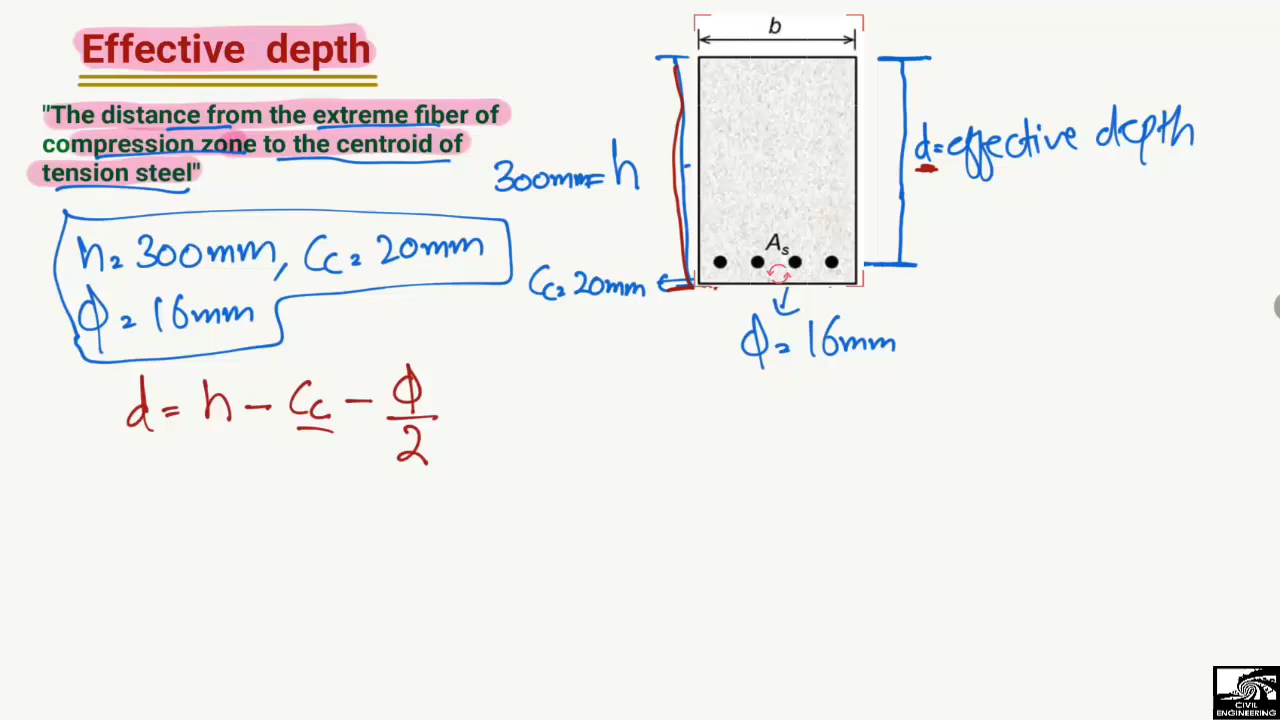 Effective depth
"The distance from the extreme fiber of
compression zone to the centroid of
tension steel"
h = 300mm, Cc = 20mm
ϕ = 16mm
d = h - Cc - ϕ/2
b
300mm = h
d = effective depth
As
Cc = 20mm
ϕ = 16mm
CIVIL
ENGINEERING